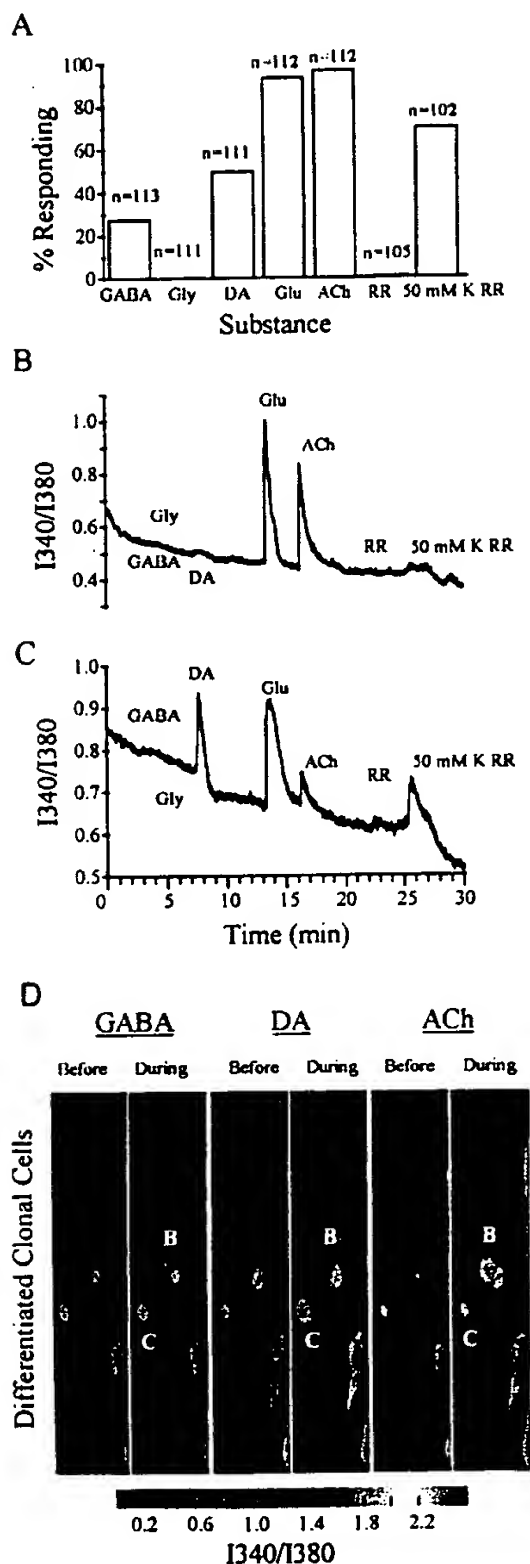 A
n=112 n=112
100
n=102
80
% Responding
n=111
60
40
n=113
20
n=111
n=105
0
GABA Gly DA Glu ACh RR 50 mM K RR
Substance
B
Glu
1.0
ACh
0.8
I340/I380
Gly
0.6
RR 50 mM K RR
GABA
DA
0.4
C
DA
1.0
Glu
0.9
GABA
I340/I380
0.8
ACh
RR 50 mM K RR
0.7
Gly
0.6
0.5
0 5 10 15 20 25 30
Time (min)
D
GABA DA ACh
Before During Before During Before During
Differentiated Clonal Cells
B B B
C C C
0.2 0.6 1.0 1.4 1.8 2.2
I340/I380